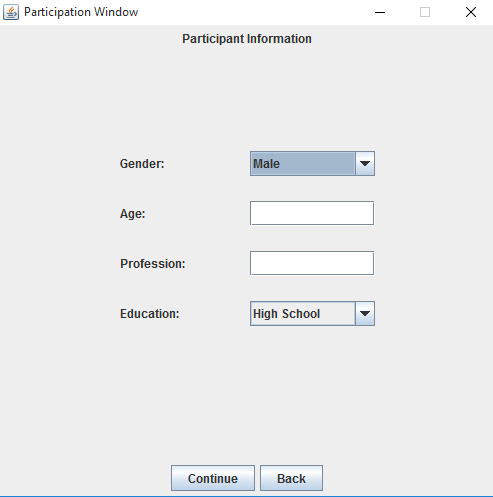 Participation Window
Participant Information
Gender: Male
Age:
Profession:
Education: High School
Continue Back